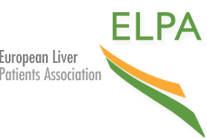 ELPA
European Liver
Patients Association